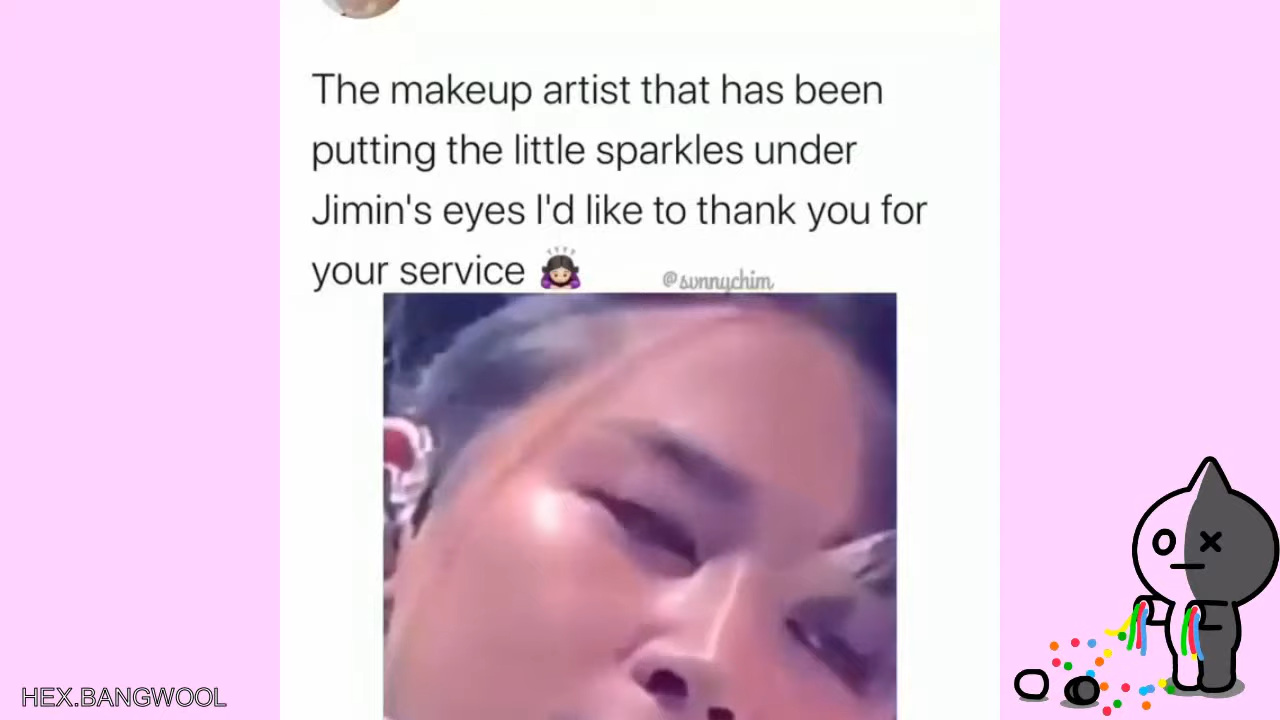 The makeup artist that has been
putting the little sparkles under
Jimin's eyes I'd like to thank you for
your service 🙇🏻‍♀️
@sunnychim
HEX.BANGWOOL